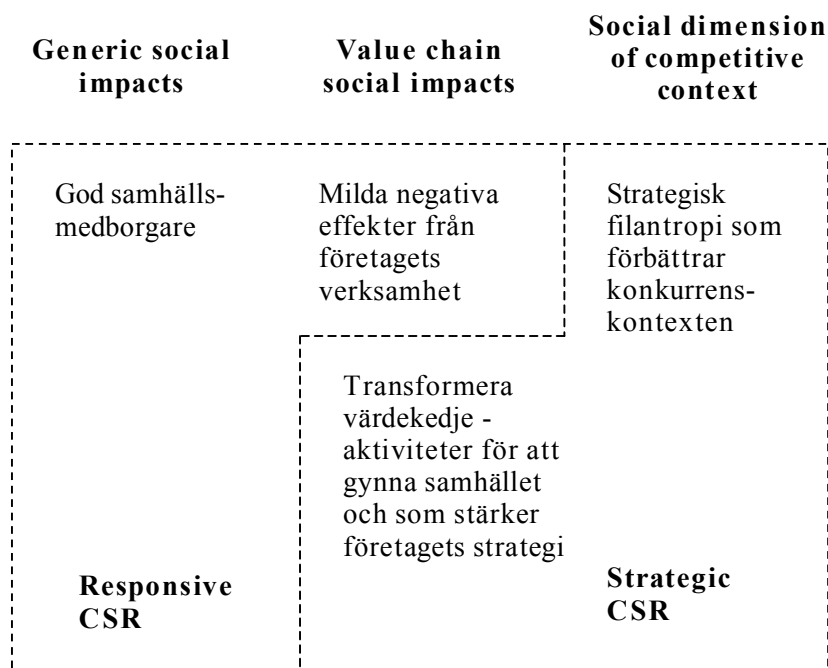 Generic social
impacts
Value chain
social impacts
Social dimension
of competitive
context
God samhälls-
medborgare
Milda negativa
effekter från
företagets
verksamhet
Strategisk
filantropi som
förbättrar
konkurrens-
kontexten
Transformera
värdekedje -
aktiviteter för att
gynna samhället
och som stärker
företagets strategi
Responsive
CSR
Strategic
CSR